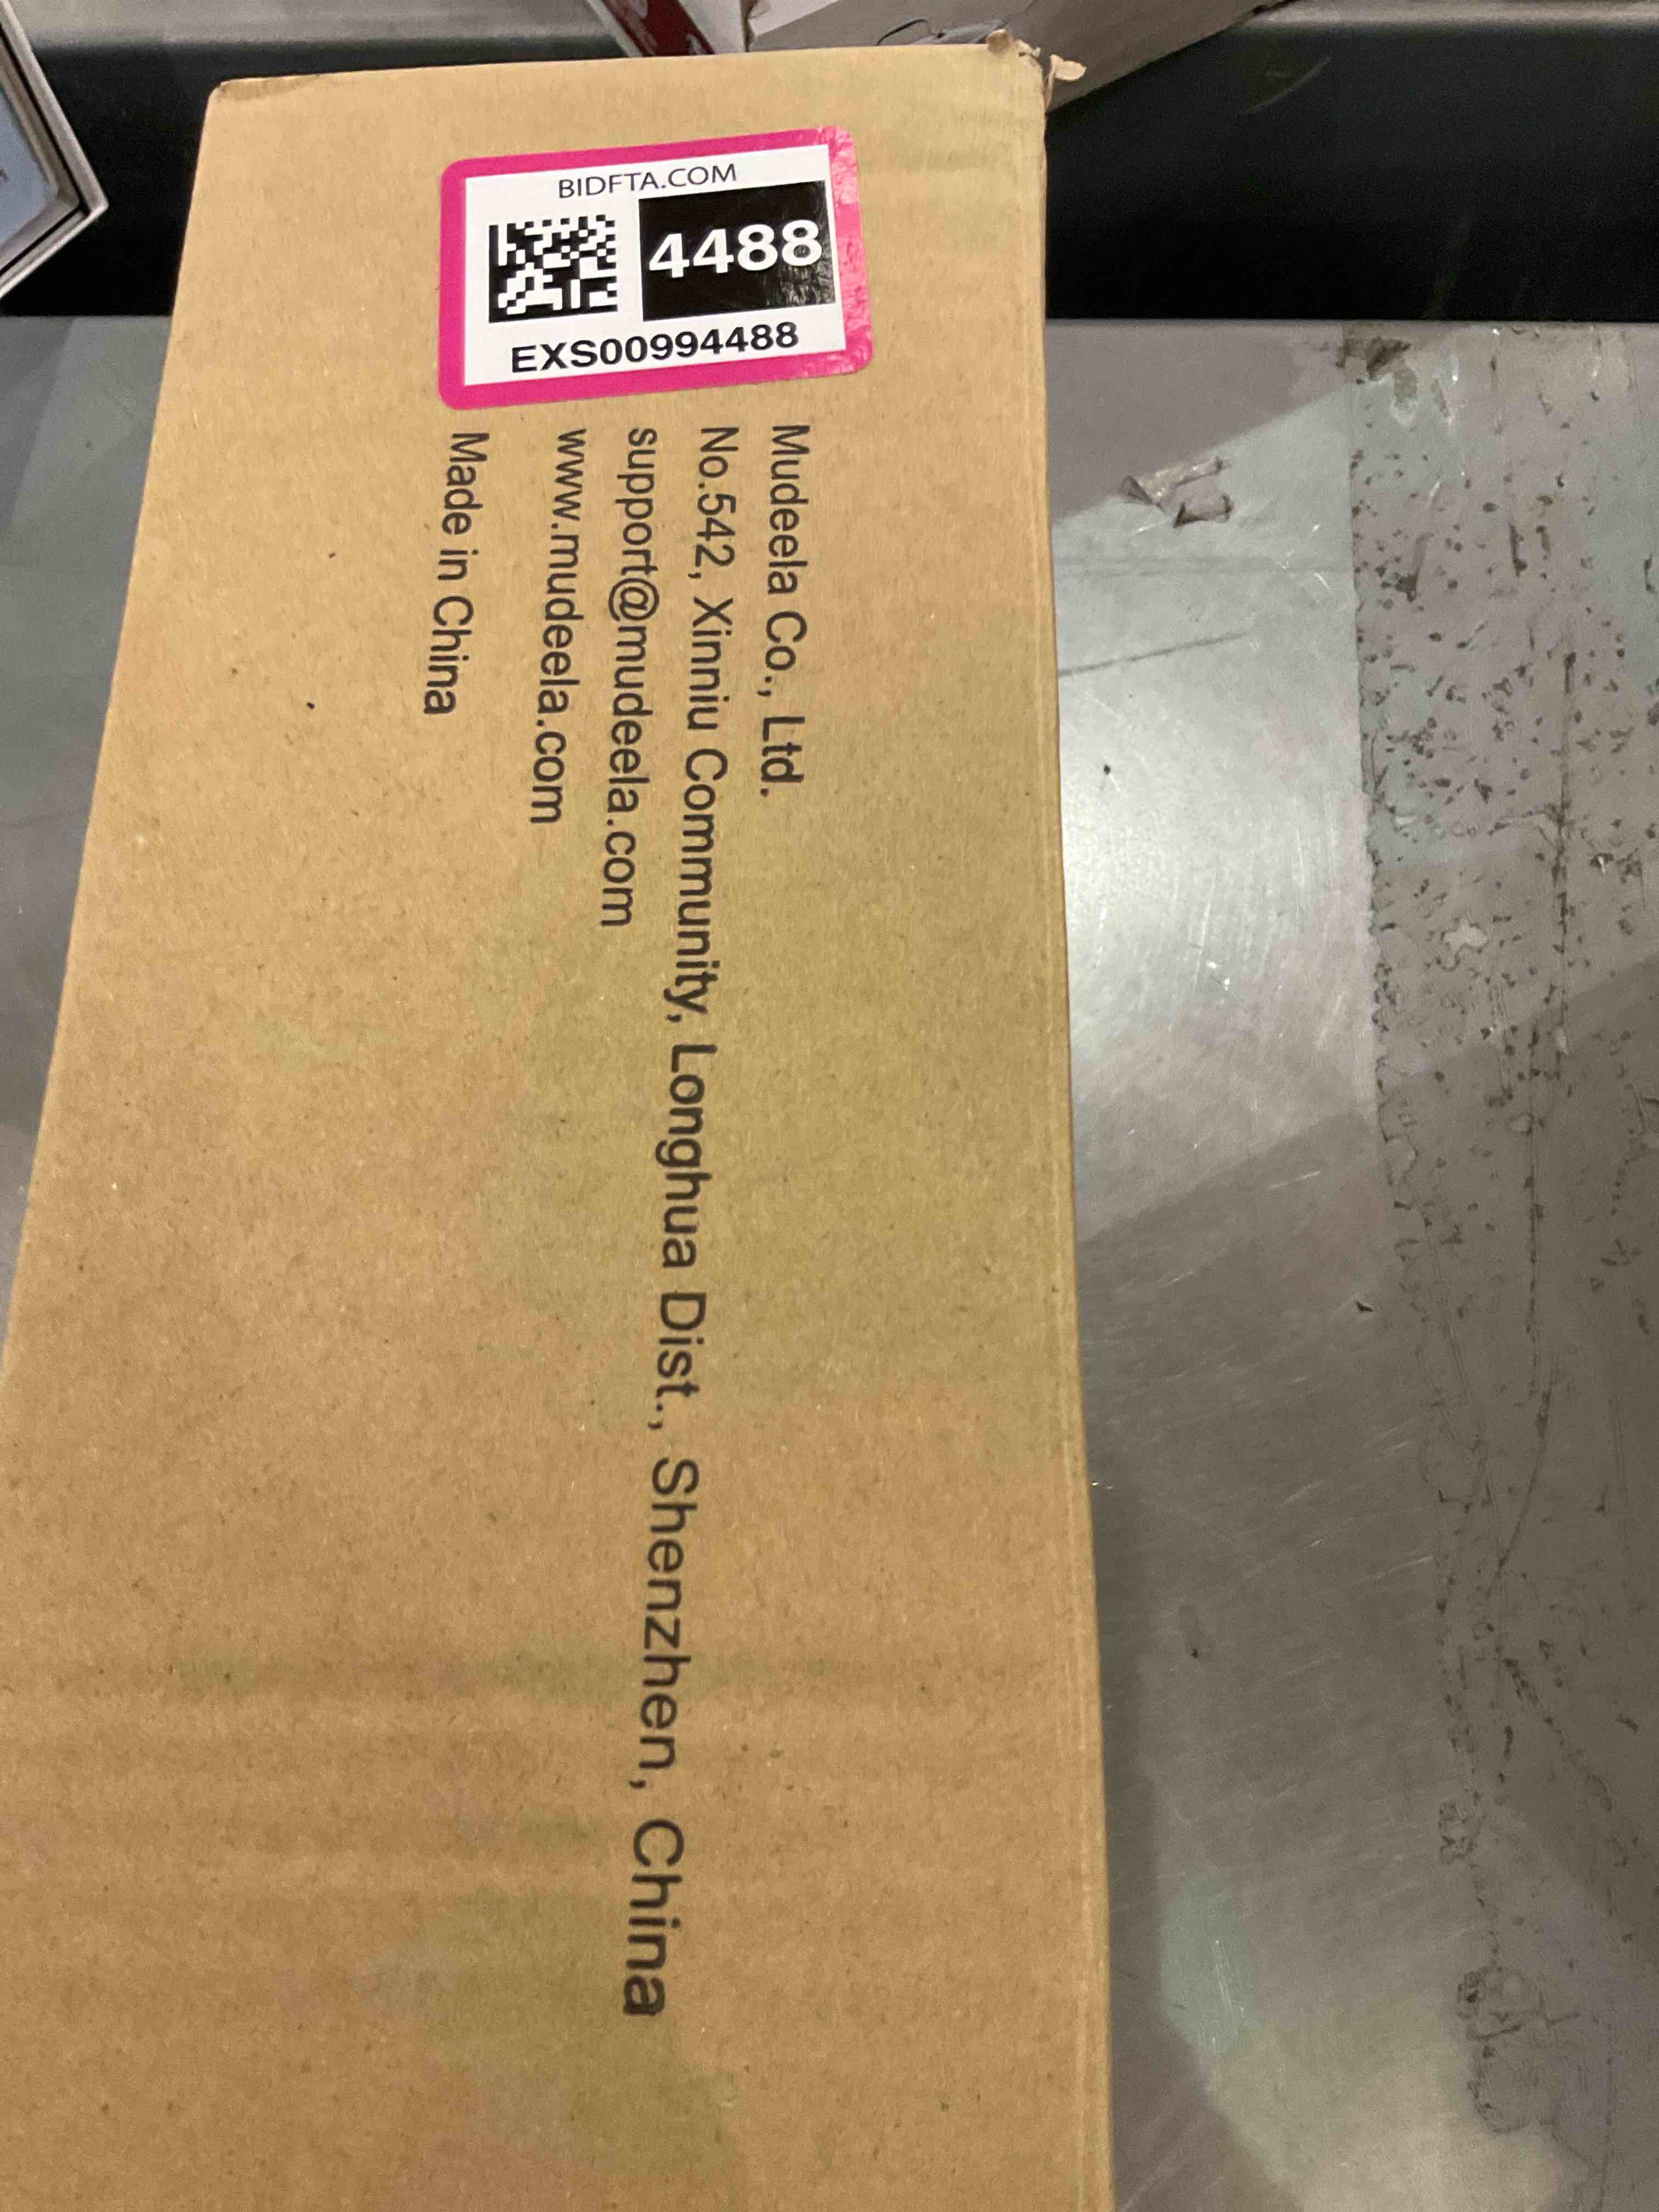 BIDFTA.COM
4488
EXS00994488
Mudeela Co., Ltd.
No.542, Xinniu Community, Longhua Dist., Shenzhen, China
support@mudeela.com
www.mudeela.com
Made in China